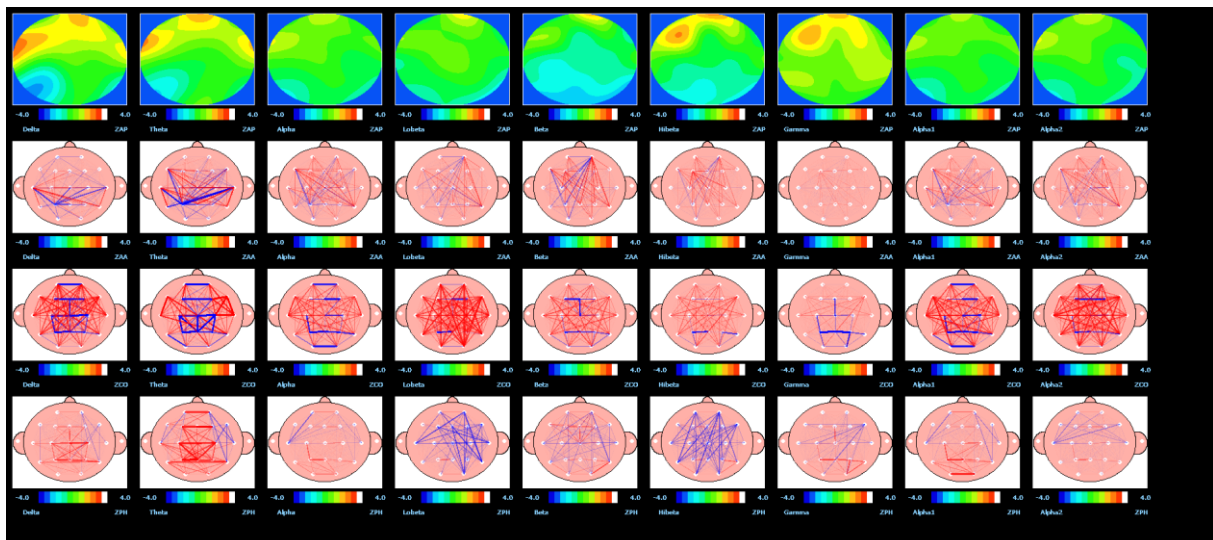 -4.0 4.0 -4.0 4.0 -4.0 4.0 -4.0 4.0 -4.0 4.0 -4.0 4.0 -4.0 4.0 -4.0 4.0 -4.0 4.0
Delta ZAP Theta ZAP Alpha ZAP Lobeta ZAP Beta ZAP Hibeta ZAP Gamma ZAP Alpha1 ZAP Alpha2 ZAP
-4.0 4.0 -4.0 4.0 -4.0 4.0 -4.0 4.0 -4.0 4.0 -4.0 4.0 -4.0 4.0 -4.0 4.0 -4.0 4.0
Delta ZAA Theta ZAA Alpha ZAA Lobeta ZAA Beta ZAA Hibeta ZAA Gamma ZAA Alpha1 ZAA Alpha2 ZAA
-4.0 4.0 -4.0 4.0 -4.0 4.0 -4.0 4.0 -4.0 4.0 -4.0 4.0 -4.0 4.0 -4.0 4.0 -4.0 4.0
Delta ZCO Theta ZCO Alpha ZCO Lobeta ZCO Beta ZCO Hibeta ZCO Gamma ZCO Alpha1 ZCO Alpha2 ZCO
-4.0 4.0 -4.0 4.0 -4.0 4.0 -4.0 4.0 -4.0 4.0 -4.0 4.0 -4.0 4.0 -4.0 4.0 -4.0 4.0
Delta ZPH Theta ZPH Alpha ZPH Lobeta ZPH Beta ZPH Hibeta ZPH Gamma ZPH Alpha1 ZPH Alpha2 ZPH